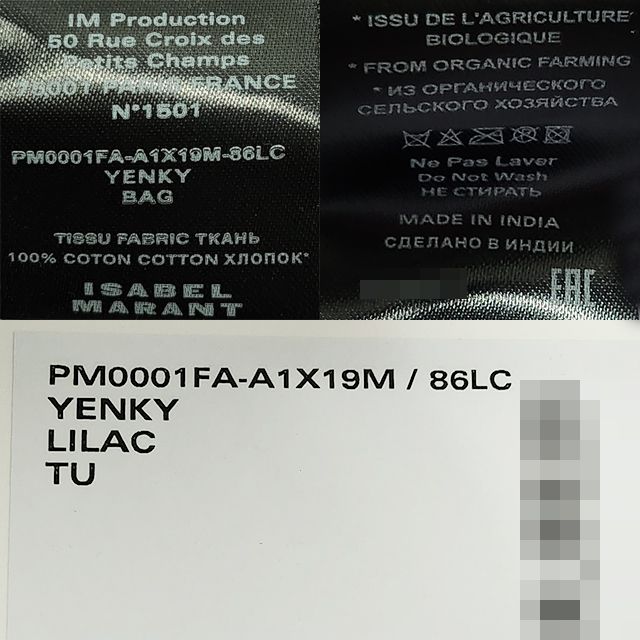 IM Production
50 Rue Croix des
Petits Champs
75001 PARIS FRANCE
N°1501
PM0001FA-A1X19M-86LC
YENKY
BAG
TISSU FABRIC ТКАНЬ
100% COTON COTTON ХЛОПОК*
ISABEL
MARANT
* ISSU DE L'AGRICULTURE
BIOLOGIQUE
* FROM ORGANIC FARMING
* ИЗ ОРГАНИЧЕСКОГО
СЕЛЬСКОГО ХОЗЯЙСТВА
Ne Pas Laver
Do Not Wash
НЕ СТИРАТЬ
MADE IN INDIA
СДЕЛАНО В ИНДИИ
EAC
PM0001FA-A1X19M / 86LC
YENKY
LILAC
TU